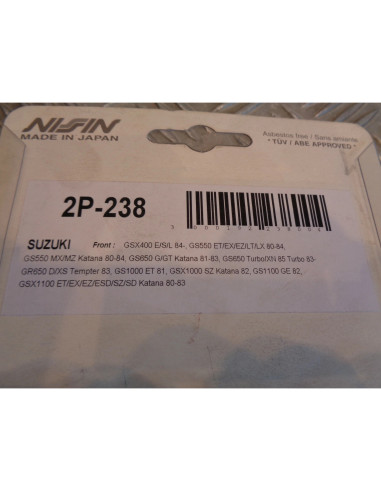 NISSIN
MADE IN JAPAN
Asbestos free / Sans amiante
* TÜV / ABE APPROVED *
2P-238
SUZUKI Front : GSX400 E/S/L 84-, GS550 ET/EX/EZ/LT/LX 80-84,
GS550 MX/MZ Katana 80-84, GS650 G/GT Katana 81-83, GS650 Turbo/XN 85 Turbo 83-
GR650 D/XS Tempter 83, GS1000 ET 81, GSX1000 SZ Katana 82, GS1100 GE 82,
GSX1100 ET/EX/EZ/ESD/SZ/SD Katana 80-83